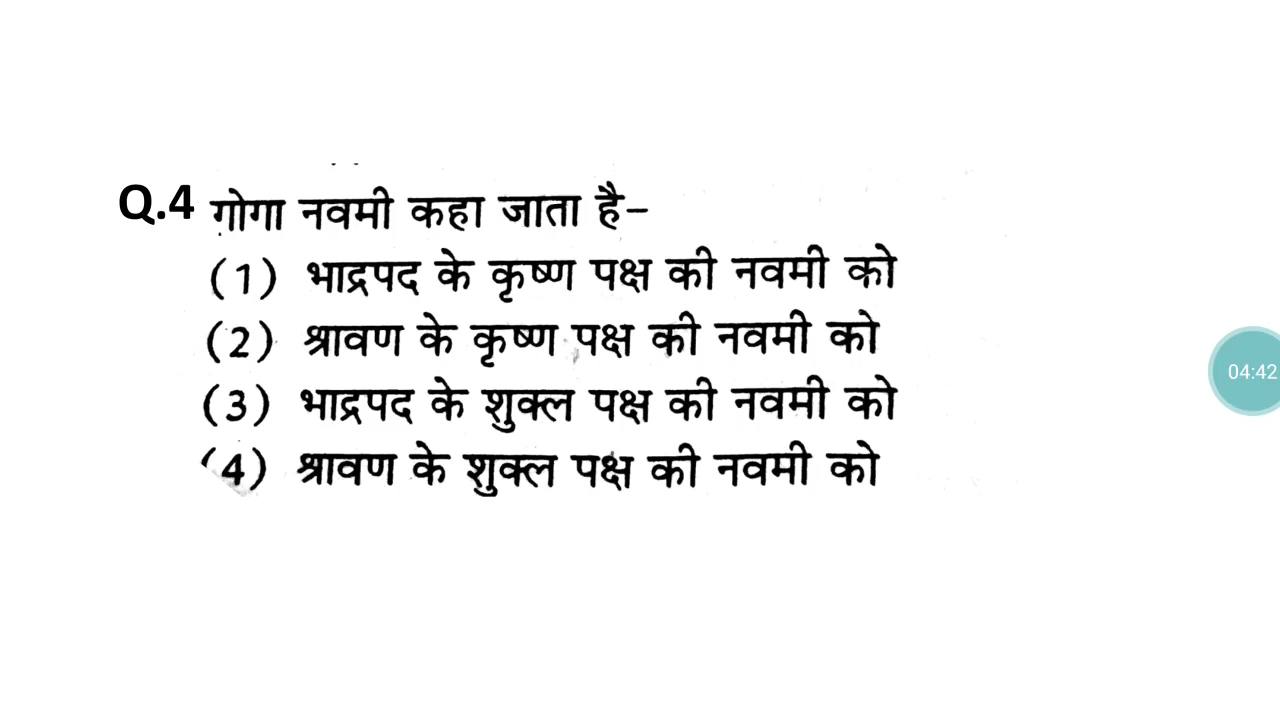 Q.4 गोगा नवमी कहा जाता है–
(1) भाद्रपद के कृष्ण पक्ष की नवमी को
(2) श्रावण के कृष्ण पक्ष की नवमी को
(3) भाद्रपद के शुक्ल पक्ष की नवमी को
(4) श्रावण के शुक्ल पक्ष की नवमी को
04:42